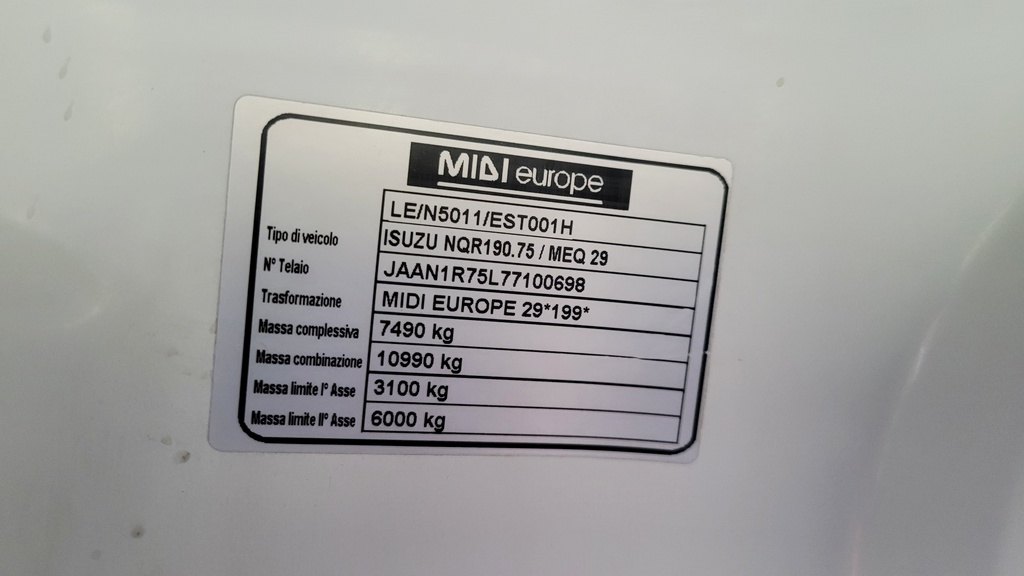 MIDI europe
LE/N5011/EST001H
Tipo di veicolo ISUZU NQR190.75 / MEQ 29
N° Telaio JAAN1R75L77100698
Trasformazione MIDI EUROPE 29*199*
Massa complessiva 7490 kg
Massa combinazione 10990 kg
Massa limite I° Asse 3100 kg
Massa limite II° Asse 6000 kg